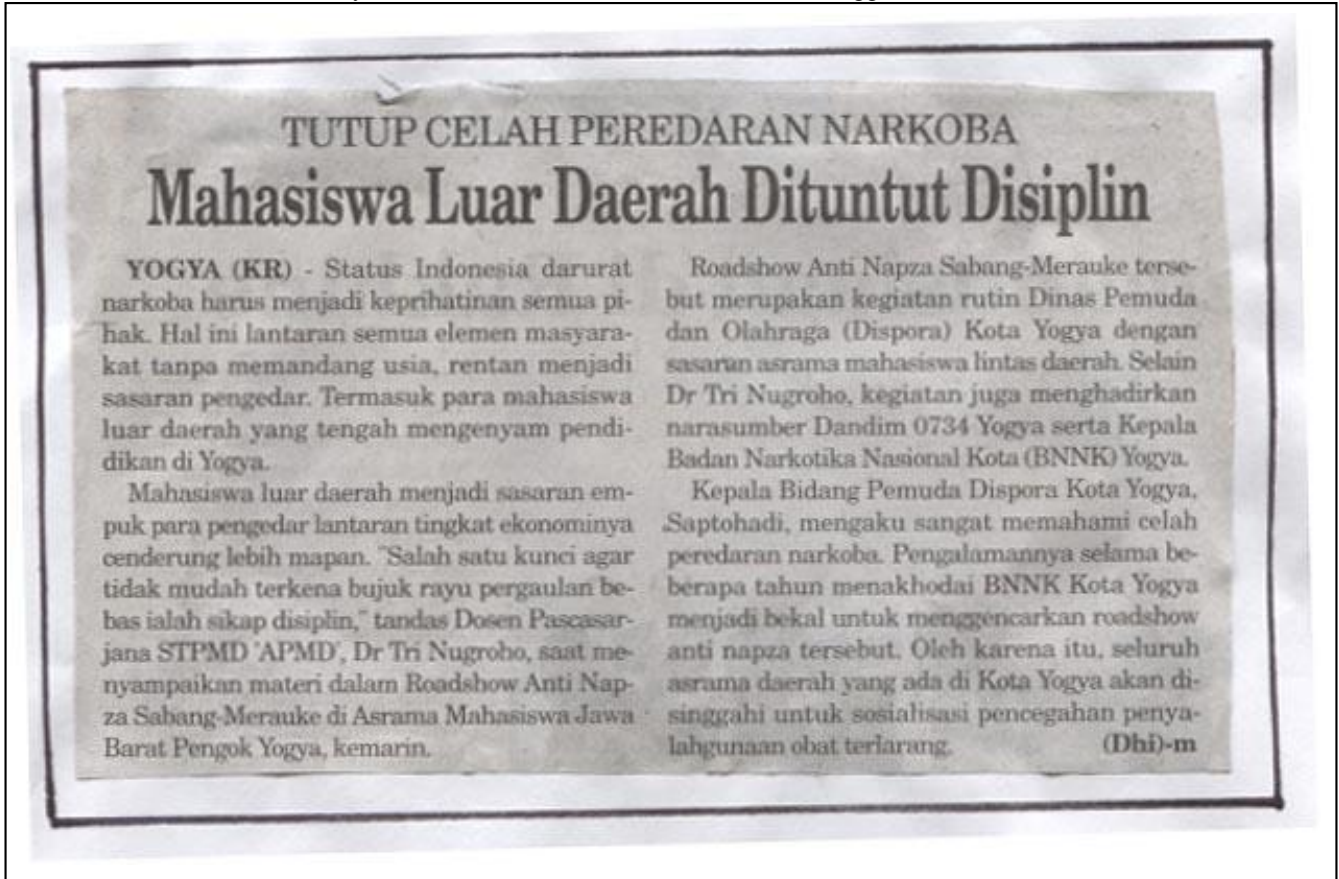 TUTUP CELAH PEREDARAN NARKOBA
Mahasiswa Luar Daerah Dituntut Disiplin
YOGYA (KR) - Status Indonesia darurat
narkoba harus menjadi keprihatinan semua pi-
hak. Hal ini lantaran semua elemen masyara-
kat tanpa memandang usia, rentan menjadi
sasaran pengedar. Termasuk para mahasiswa
luar daerah yang tengah mengenyam pendi-
dikan di Yogya.
Mahasiswa luar daerah menjadi sasaran em-
puk para pengedar lantaran tingkat ekonominya
cenderung lebih mapan. "Salah satu kunci agar
tidak mudah terkena bujuk rayu pergaulan be-
bas ialah sikap disiplin," tandas Dosen Pascasar-
jana STPMD 'APMD', Dr Tri Nugroho, saat me-
nyampaikan materi dalam Roadshow Anti Nap-
za Sabang-Merauke di Asrama Mahasiswa Jawa
Barat Pengok Yogya, kemarin.
Roadshow Anti Napza Sabang-Merauke terse-
but merupakan kegiatan rutin Dinas Pemuda
dan Olahraga (Dispora) Kota Yogya dengan
sasaran asrama mahasiswa lintas daerah. Selain
Dr Tri Nugroho, kegiatan juga menghadirkan
narasumber Dandim 0734 Yogya serta Kepala
Badan Narkotika Nasional Kota (BNNK) Yogya.
Kepala Bidang Pemuda Dispora Kota Yogya,
Saptohadi, mengaku sangat memahami celah
peredaran narkoba. Pengalamannya selama be-
berapa tahun menakhodai BNNK Kota Yogya
menjadi bekal untuk menggencarkan roadshow
anti napza tersebut. Oleh karena itu, seluruh
asrama daerah yang ada di Kota Yogya akan di-
singgahi untuk sosialisasi pencegahan penya-
lahgunaan obat terlarang. (Dhi)-m